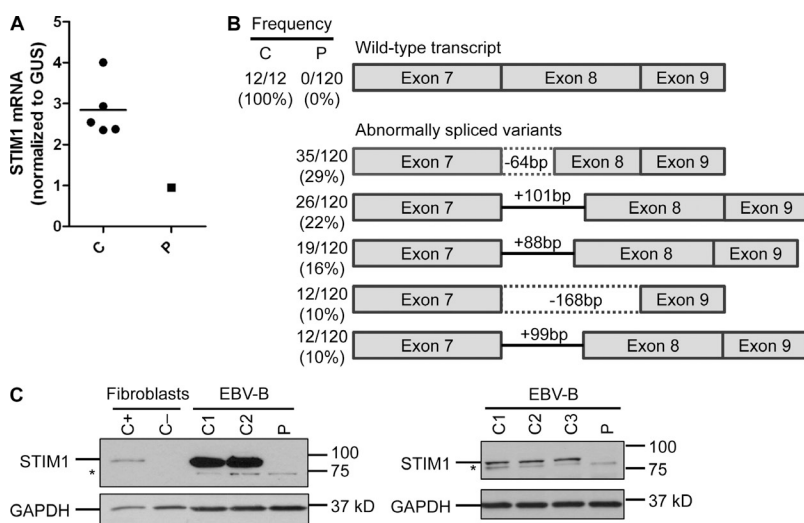 A
STIM1 mRNA
(normalized to GUS)
5
4
3
2
1
0
C
P
B
Frequency
C P
12/12 0/120
(100%) (0%)
Wild-type transcript
Exon 7 Exon 8 Exon 9
Abnormally spliced variants
35/120
(29%)
Exon 7 -64bp Exon 8 Exon 9
26/120
(22%)
Exon 7 +101bp Exon 8 Exon 9
19/120
(16%)
Exon 7 +88bp Exon 8 Exon 9
12/120
(10%)
Exon 7 -168bp Exon 9
12/120
(10%)
Exon 7 +99bp Exon 8 Exon 9
C
Fibroblasts EBV-B
C+ C– C1 C2 P
STIM1
*
100
75
GAPDH
37 kD
EBV-B
C1 C2 C3 P
STIM1
*
100
75
GAPDH
37 kD